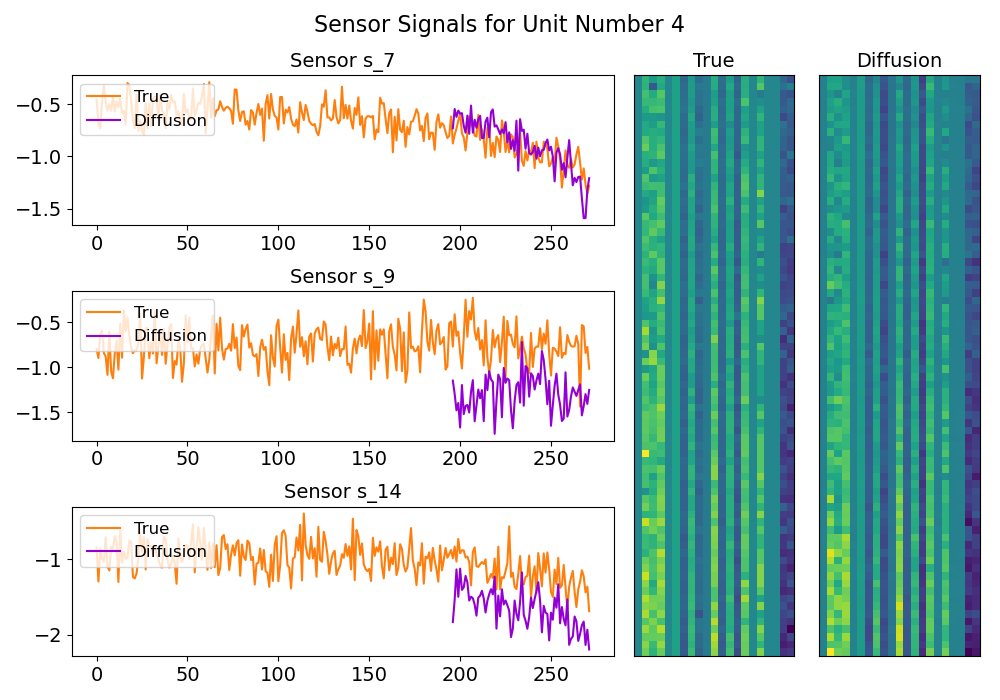 Sensor Signals for Unit Number 4
Sensor s_7
−0.5
−1.0
−1.5
True
Diffusion
0 50 100 150 200 250
Sensor s_9
−0.5
−1.0
−1.5
True
Diffusion
0 50 100 150 200 250
Sensor s_14
−1
−2
True
Diffusion
0 50 100 150 200 250
True
Diffusion